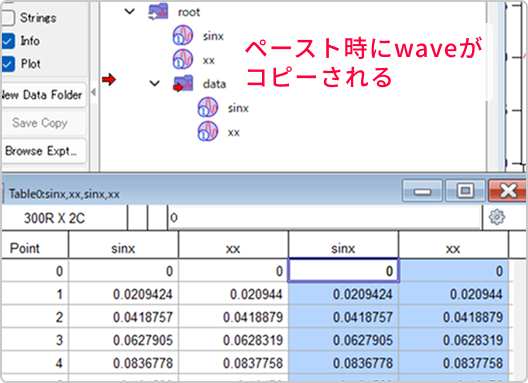 Strings
Info
Plot
New Data Folder
Save Copy
Browse Expt...
root
sinx
xx
data
sinx
xx
ペースト時にwaveが
コピーされる
Table0:sinx,xx,sinx,xx
300R X 2C 0
Point sinx xx sinx xx
0 0 0 0 0
1 0.0209424 0.020944 0.0209424 0.020944
2 0.0418757 0.0418879 0.0418757 0.0418879
3 0.0627905 0.0628319 0.0627905 0.0628319
4 0.0836778 0.0837758 0.0836778 0.0837758